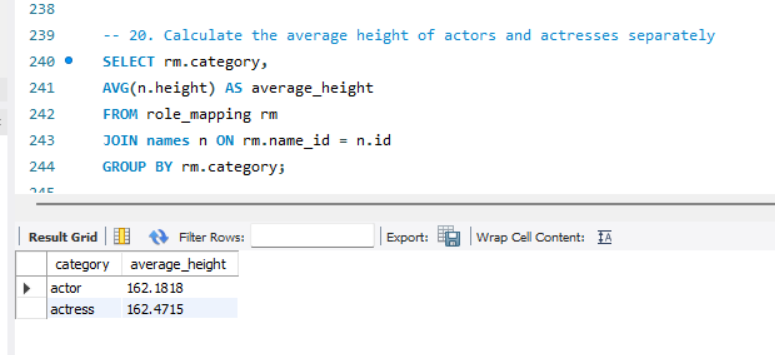 238
239 -- 20. Calculate the average height of actors and actresses separately
240 SELECT rm.category,
241 AVG(n.height) AS average_height
242 FROM role_mapping rm
243 JOIN names n ON rm.name_id = n.id
244 GROUP BY rm.category;
245
Result Grid Filter Rows: Export: Wrap Cell Content: IA
category average_height
actor 162.1818
actress 162.4715